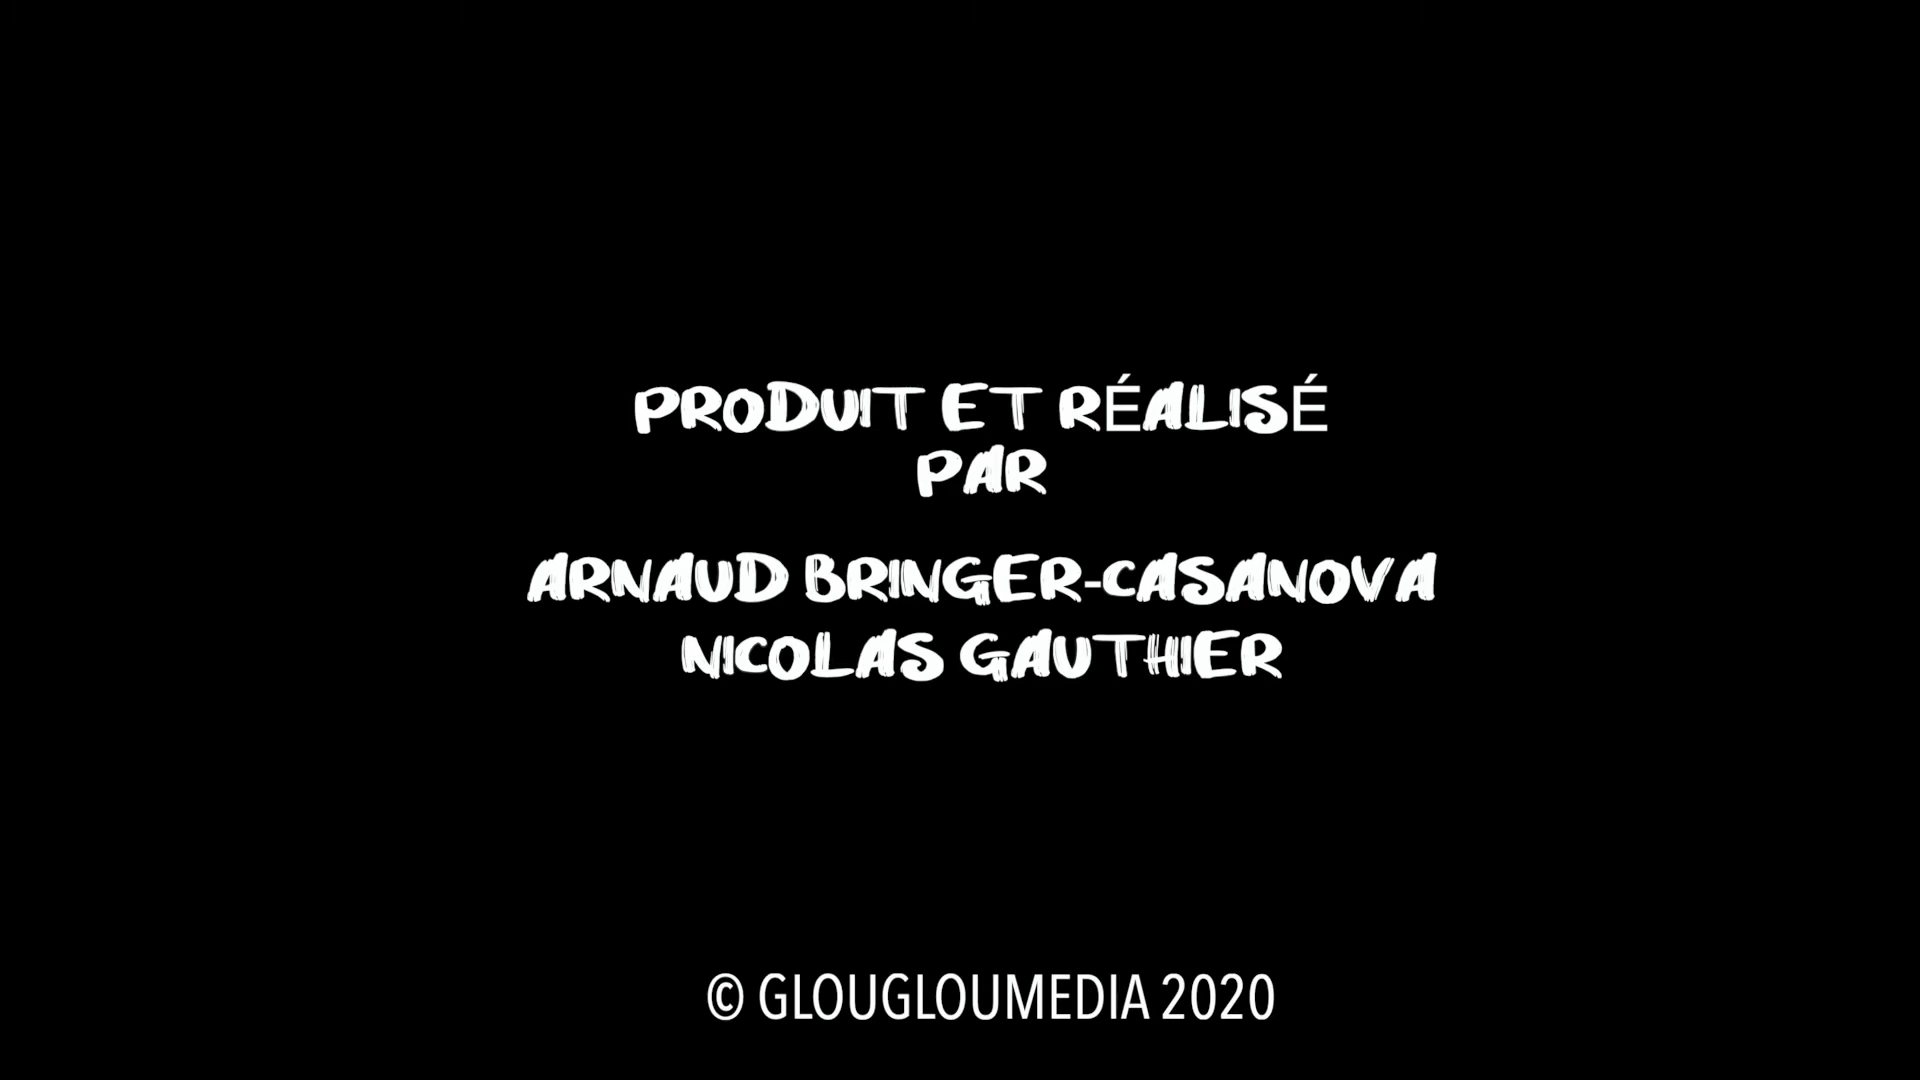 PRODUIT ET RÉALISÉ
PAR
ARNAUD BRINGER-CASANOVA
NICOLAS GAUTHIER
© GLOUGLOUMEDIA 2020